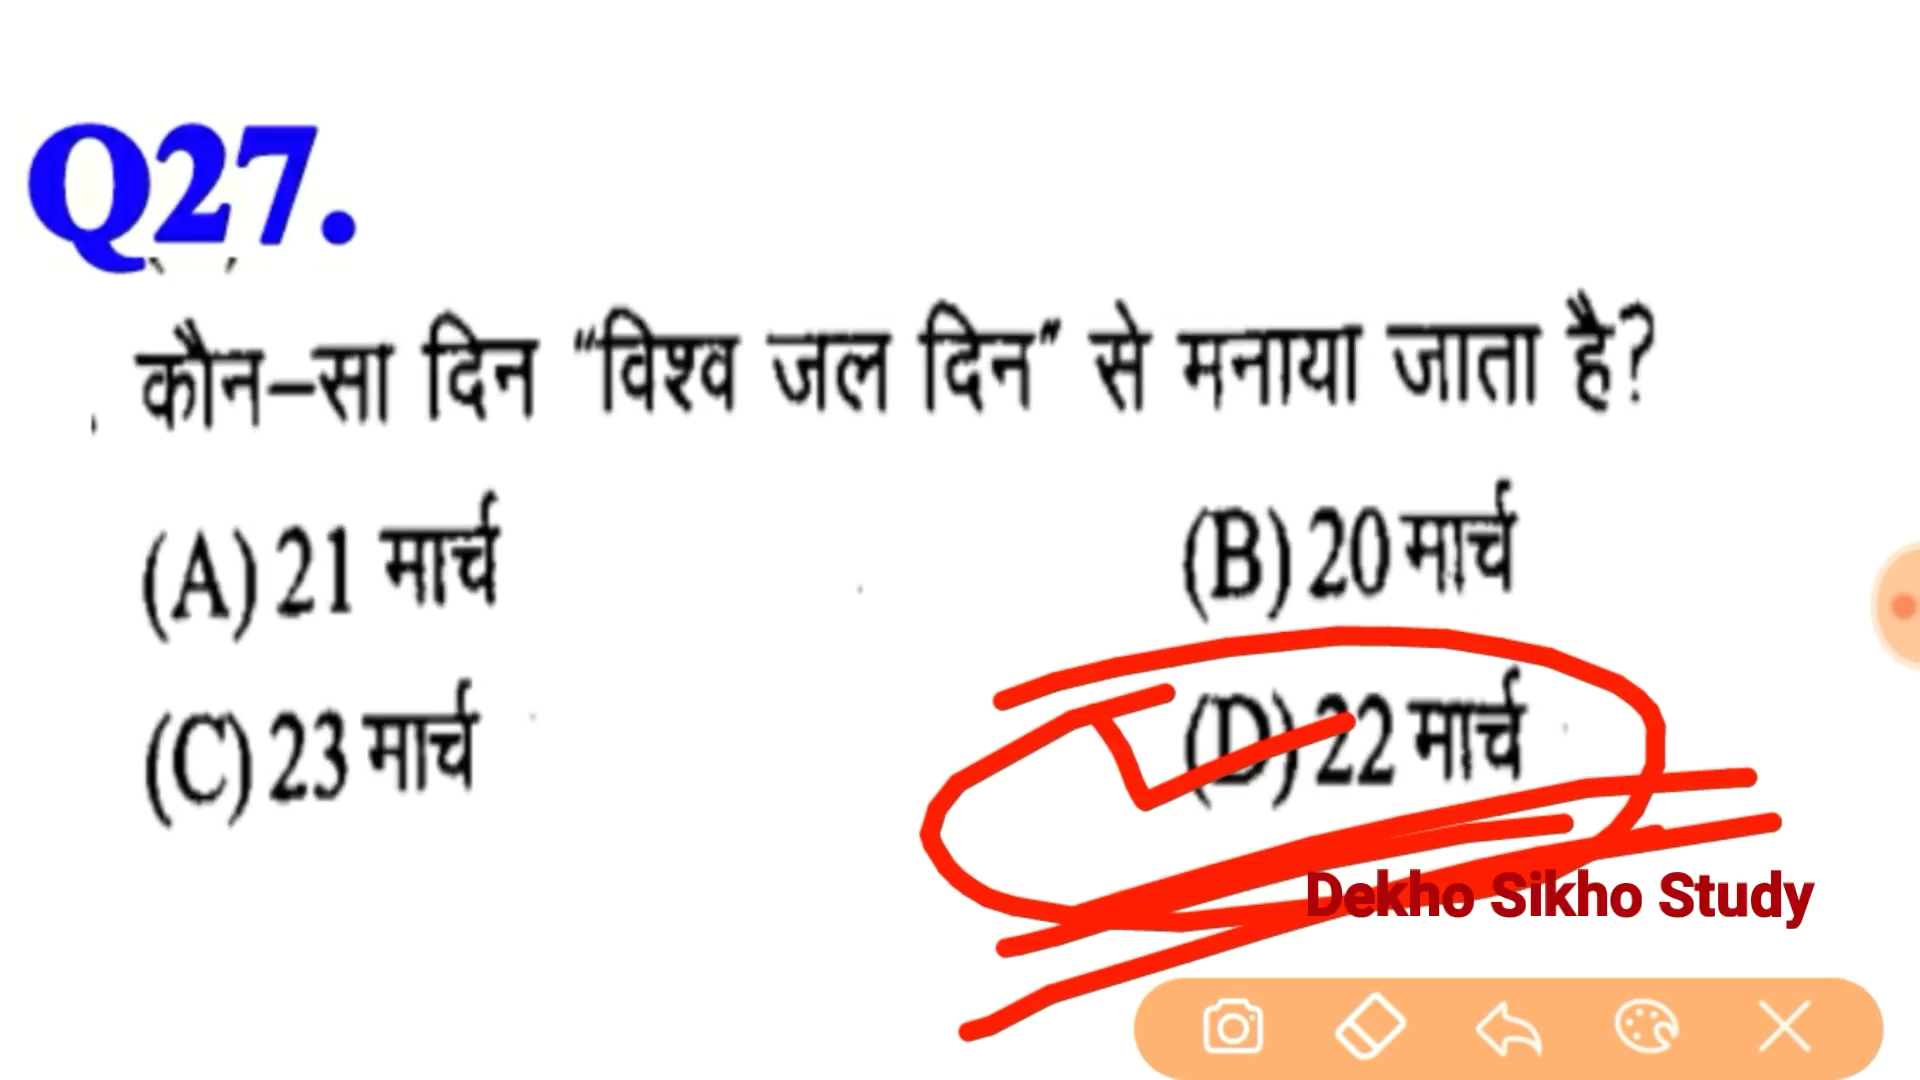 Q27.
कौन–सा दिन “विश्व जल दिन” से मनाया जाता है?
(A) 21 मार्च
(B) 20 मार्च
(C) 23 मार्च
(D) 22 मार्च
Dekho Sikho Study